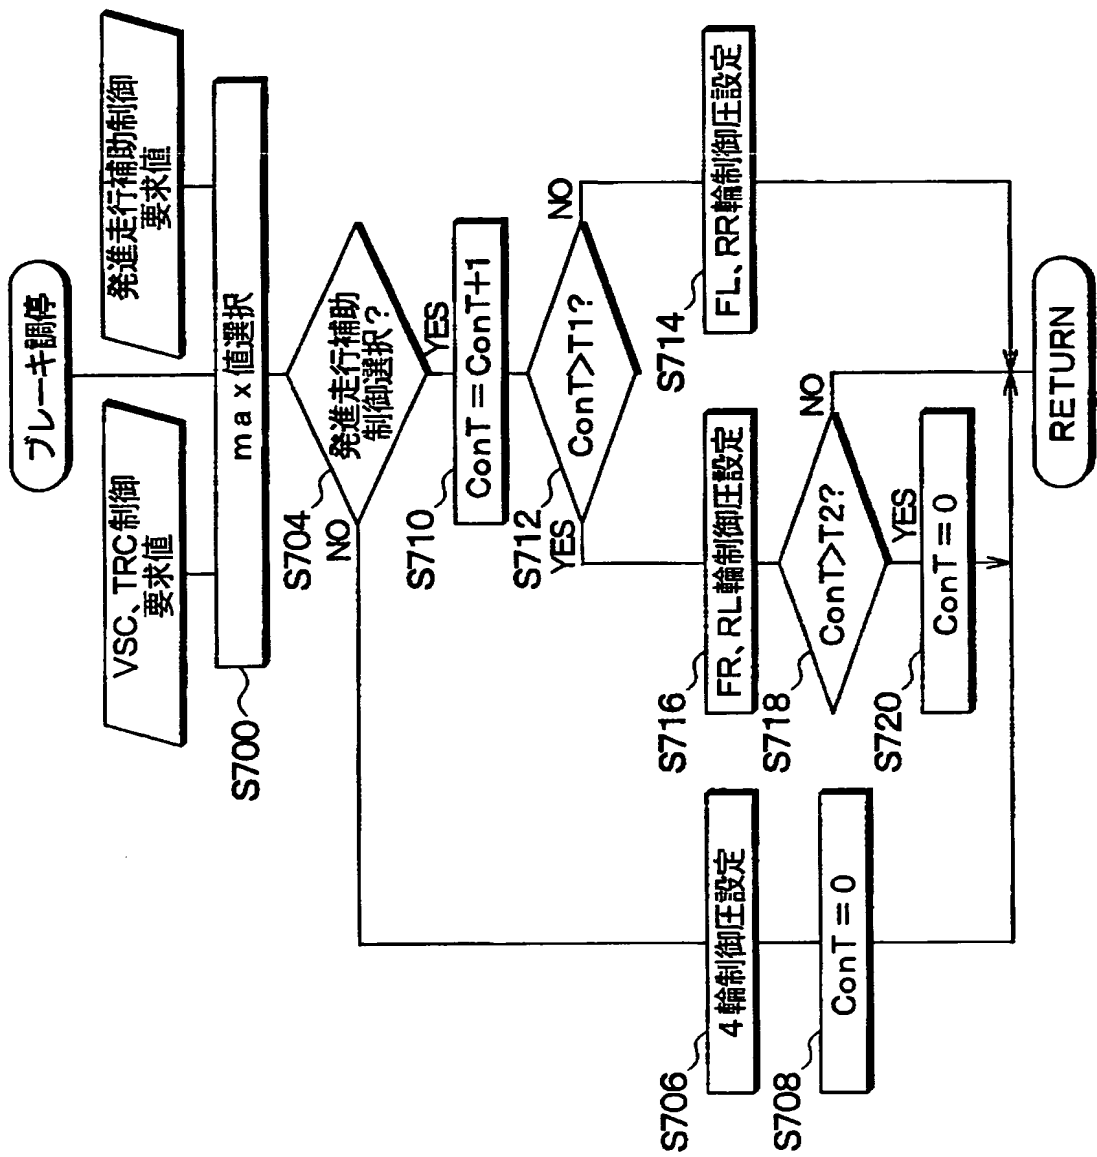 ブレーキ調停
VSC、TRC制御
要求値
発進走行補助制御
要求値
S700
max値選択
S704
発進走行補助
制御選択?
NO
YES
S710
ConT=ConT+1
S712
ConT>T1?
YES
NO
S706
4輪制御圧設定
S716
FR、RL輪制御圧設定
S714
FL、RR輪制御圧設定
S708
ConT=0
S718
ConT>T2?
NO
YES
S720
ConT=0
RETURN